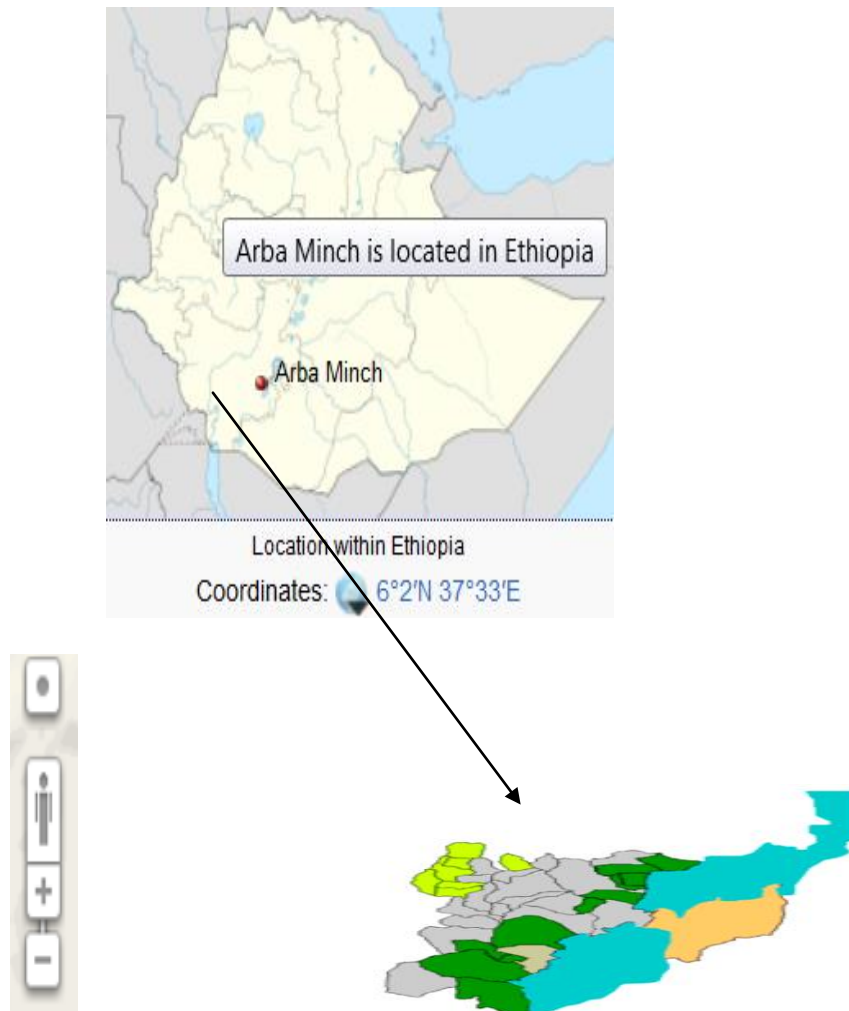 Arba Minch is located in Ethiopia
Arba Minch
Location within Ethiopia
Coordinates: 6°2′N 37°33′E
+
−